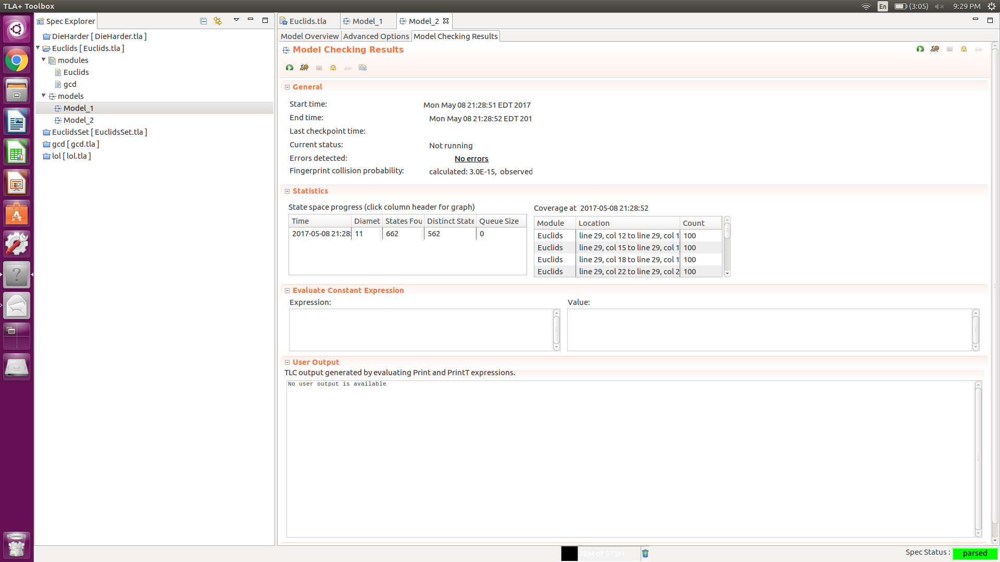 TLA+ Toolbox
En
(3:05)
9:29 PM
Spec Explorer
DieHarder [ DieHarder.tla ]
Euclids [ Euclids.tla ]
modules
Euclids
gcd
models
Model_1
Model_2
EuclidsSet [ EuclidsSet.tla ]
gcd [ gcd.tla ]
lol [ lol.tla ]
Euclids.tla
Model_1
Model_2
Model Overview
Advanced Options
Model Checking Results
Model Checking Results
General
Start time: Mon May 08 21:28:51 EDT 2017
End time: Mon May 08 21:28:52 EDT 201
Last checkpoint time:
Current status: Not running
Errors detected: No errors
Fingerprint collision probability: calculated: 3.0E-15, observed
Statistics
State space progress (click column header for graph)
Time Diamet States Fou Distinct State Queue Size
2017-05-08 21:28: 11 662 562 0
Coverage at 2017-05-08 21:28:52
Module Location Count
Euclids line 29, col 12 to line 29, col 1 100
Euclids line 29, col 15 to line 29, col 1 100
Euclids line 29, col 18 to line 29, col 1 100
Euclids line 29, col 22 to line 29, col 2 100
Evaluate Constant Expression
Expression:
Value:
User Output
TLC output generated by evaluating Print and PrintT expressions.
No user output is available
78M of 373M
Spec Status : parsed